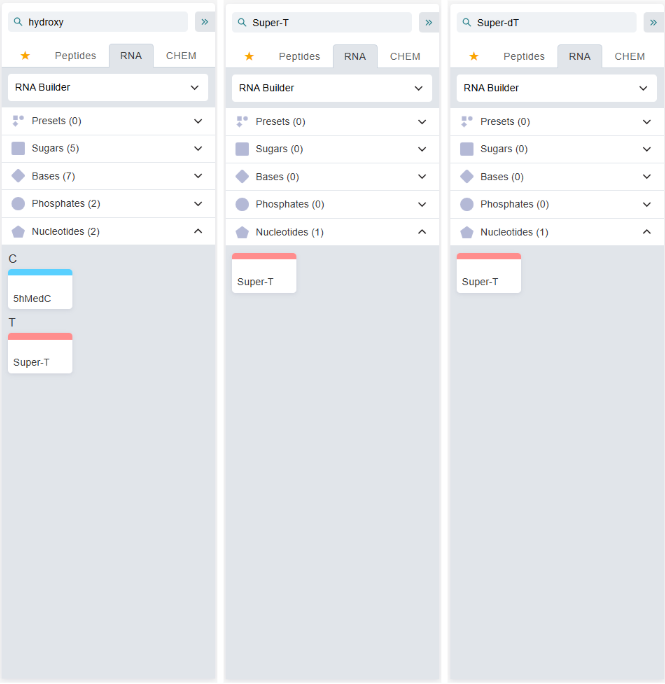 hydroxy
Peptides RNA CHEM
RNA Builder
Presets (0)
Sugars (5)
Bases (7)
Phosphates (2)
Nucleotides (2)
C
5hMedC
T
Super-T
Super-T
Peptides RNA CHEM
RNA Builder
Presets (0)
Sugars (0)
Bases (0)
Phosphates (0)
Nucleotides (1)
Super-T
Super-dT
Peptides RNA CHEM
RNA Builder
Presets (0)
Sugars (0)
Bases (0)
Phosphates (0)
Nucleotides (1)
Super-T